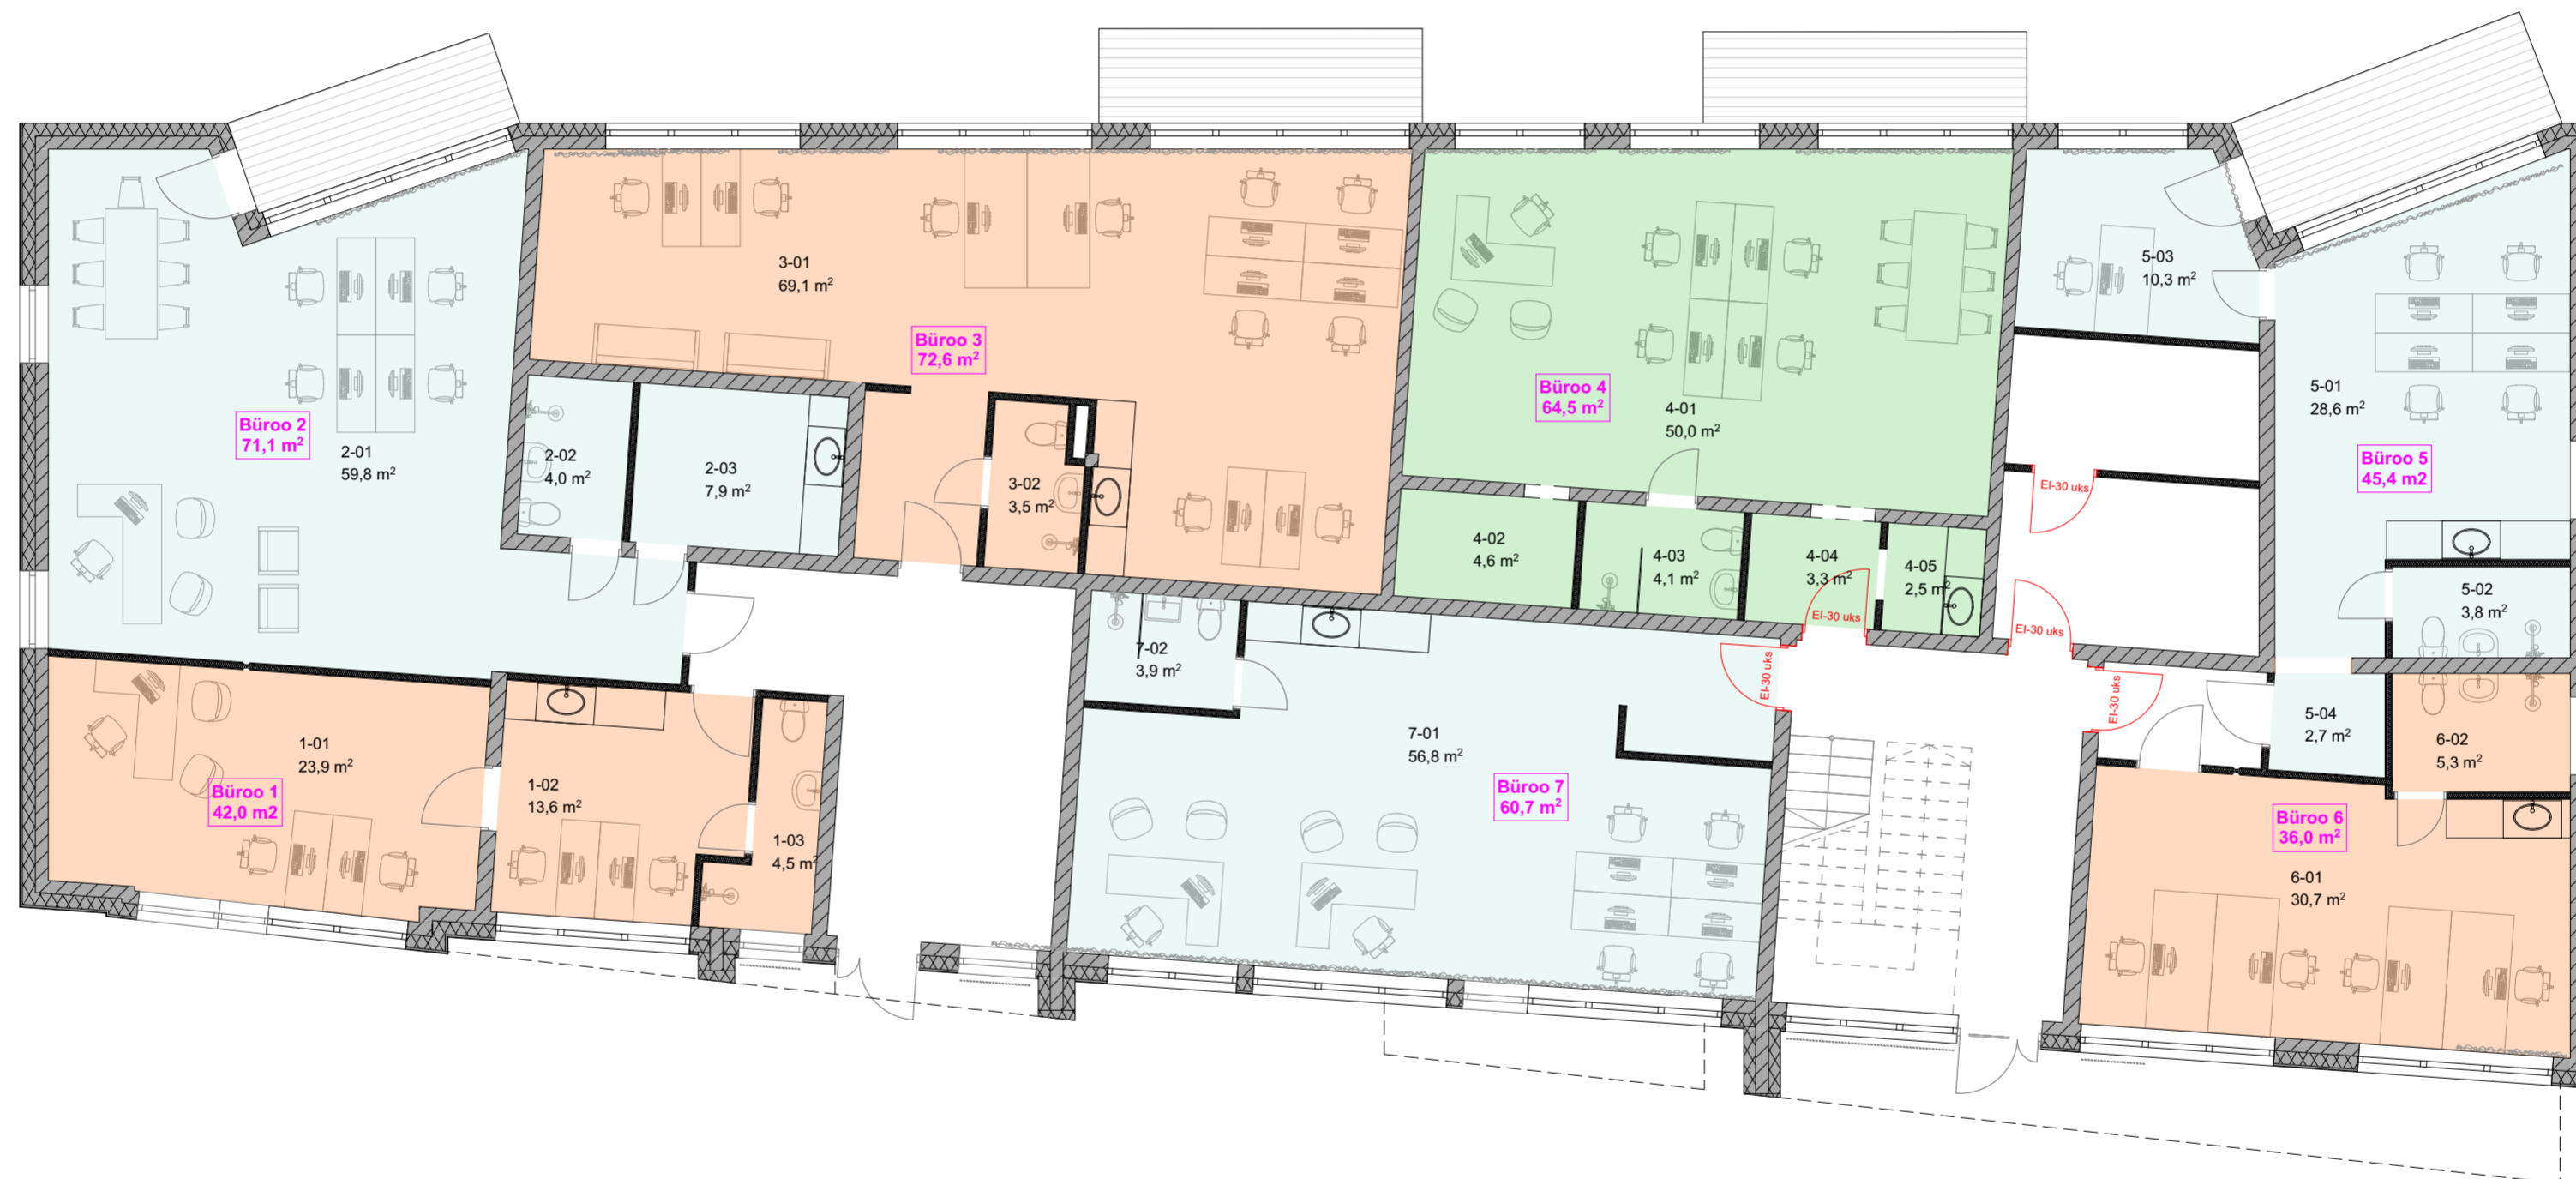 3-01
69,1 m²
Büroo 3
72,6 m²
Büroo 2
71,1 m²
2-01
59,8 m²
2-02
4,0 m²
2-03
7,9 m²
3-02
3,5 m²
Büroo 4
64,5 m²
4-01
50,0 m²
4-02
4,6 m²
4-03
4,1 m²
4-04
3,3 m²
4-05
2,5 m²
EI-30 uks
5-03
10,3 m²
5-01
28,6 m²
Büroo 5
45,4 m2
EI-30 uks
EI-30 uks
5-02
3,8 m²
7-02
3,9 m²
EI-30 uks
EI-30 uks
5-04
2,7 m²
6-02
5,3 m²
1-01
23,9 m²
Büroo 1
42,0 m2
1-02
13,6 m²
1-03
4,5 m²
7-01
56,8 m²
Büroo 7
60,7 m²
Büroo 6
36,0 m²
6-01
30,7 m²